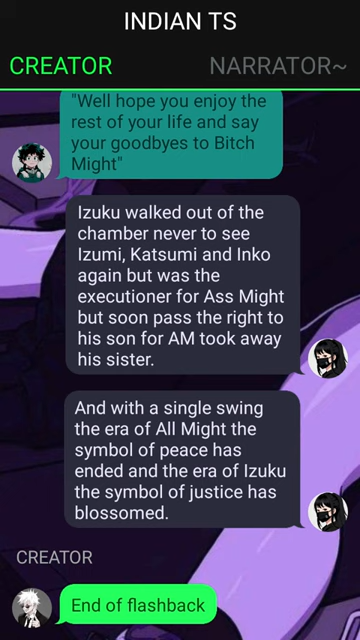 INDIAN TS
CREATOR
NARRATOR~
"Well hope you enjoy the
rest of your life and say
your goodbyes to Bitch
Might"
Izuku walked out of the
chamber never to see
Izumi, Katsumi and Inko
again but was the
executioner for Ass Might
but soon pass the right to
his son for AM took away
his sister.
And with a single swing
the era of All Might the
symbol of peace has
ended and the era of Izuku
the symbol of justice has
blossomed.
CREATOR
End of flashback